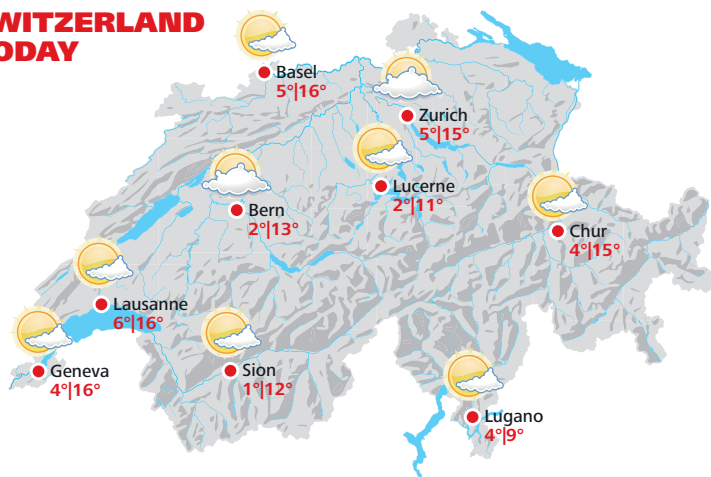 WITZERLAND
ODAY
Basel
5°|16°
Zurich
5°|15°
Lucerne
2°|11°
Bern
2°|13°
Chur
4°|15°
Lausanne
6°|16°
Geneva
4°|16°
Sion
1°|12°
Lugano
4°|9°